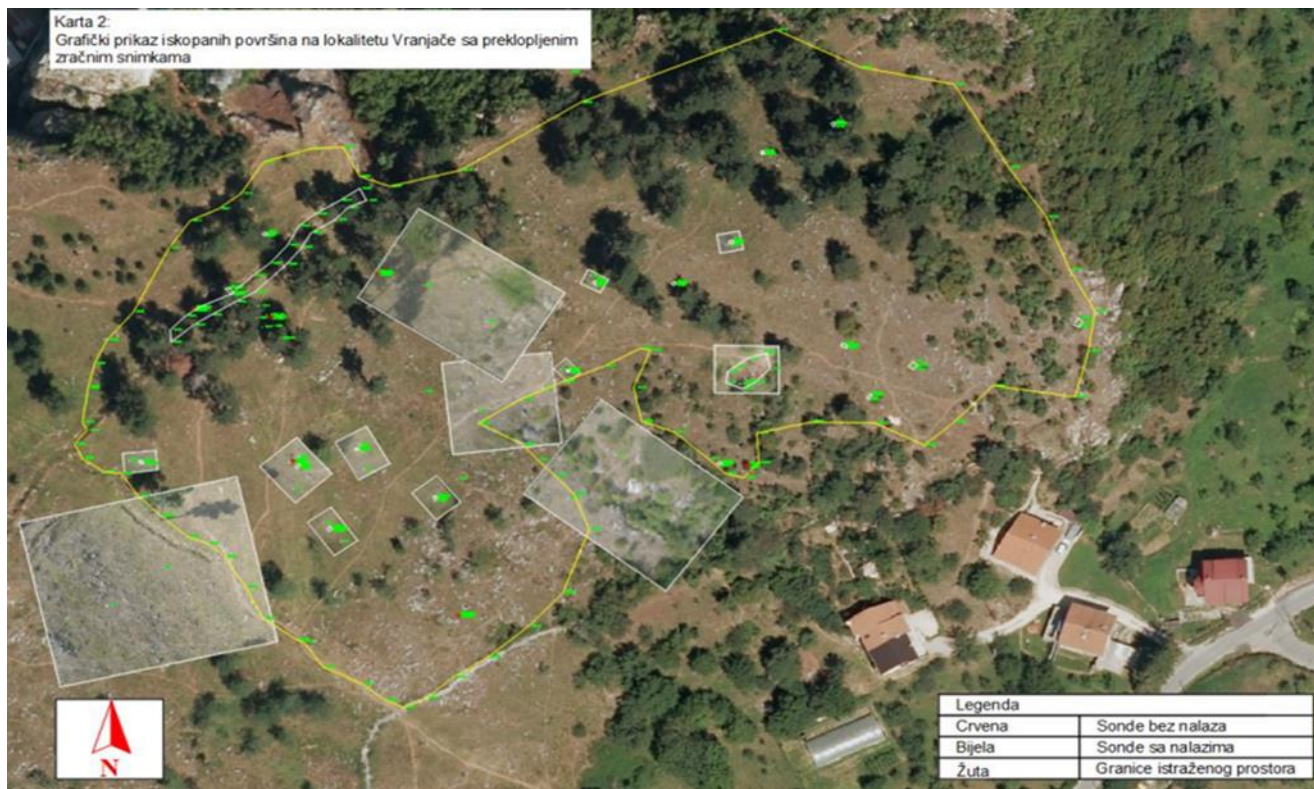 Karta 2:
Grafički prikaz iskopanih površina na lokalitetu Vranjače sa preklopljenim
zračnim snimkama
N
Legenda
Crvena Sonde bez nalaza
Bijela Sonde sa nalazima
Žuta Granice istraženog prostora